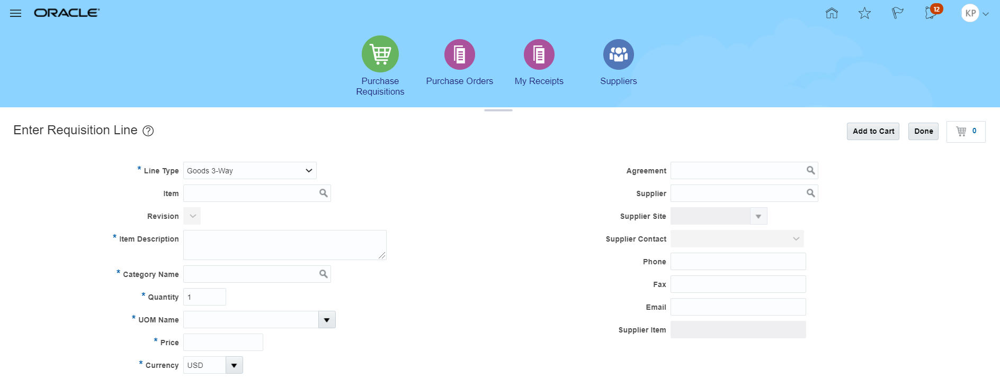 ORACLE
12
KP
Purchase Requisitions
Purchase Orders
My Receipts
Suppliers
Enter Requisition Line ?
Add to Cart
Done
0
* Line Type Goods 3-Way
Item
Revision
* Item Description
* Category Name
* Quantity 1
* UOM Name
* Price
* Currency USD
Agreement
Supplier
Supplier Site
Supplier Contact
Phone
Fax
Email
Supplier Item